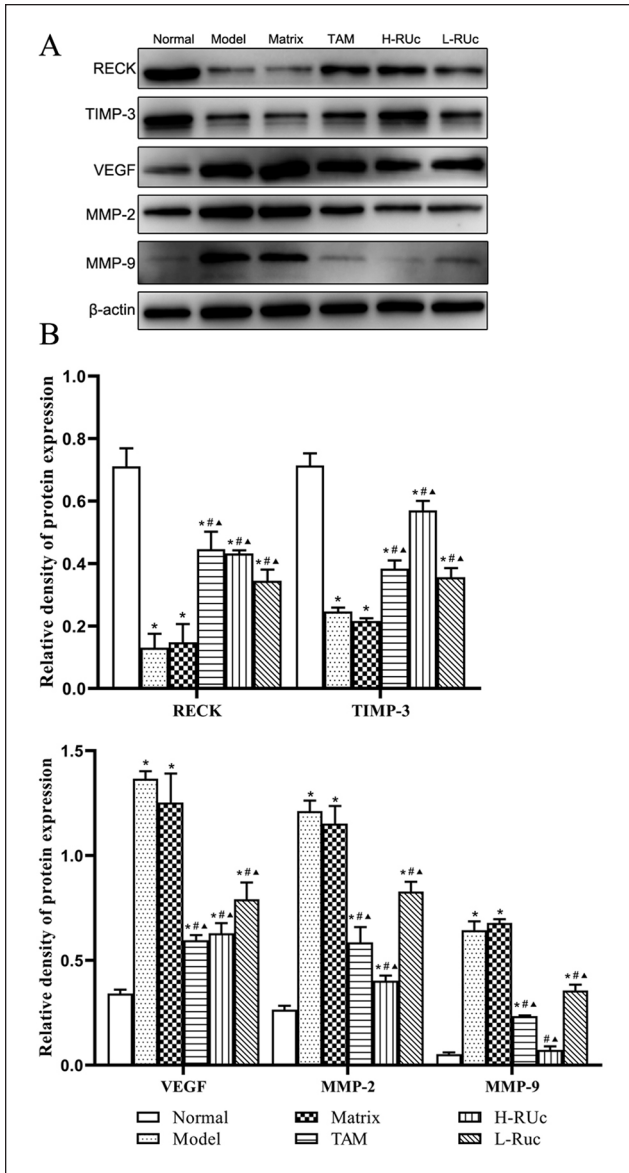 A
Normal Model Matrix TAM H-RUc L-RUc
RECK
TIMP-3
VEGF
MMP-2
MMP-9
β-actin
B
Relative density of protein expression
1.0
0.8
0.6
0.4
0.2
0.0
* * *#▲ *#▲ *#▲
* * *#▲ *#▲ *#▲
RECK TIMP-3
Relative density of protein expression
1.5
1.0
0.5
0.0
* * *#▲ *#▲ *#▲
* * *#▲ *#▲ *#▲
* * *#▲ #▲ *#▲
VEGF MMP-2 MMP-9
Normal Matrix H-RUc
Model TAM L-Ruc